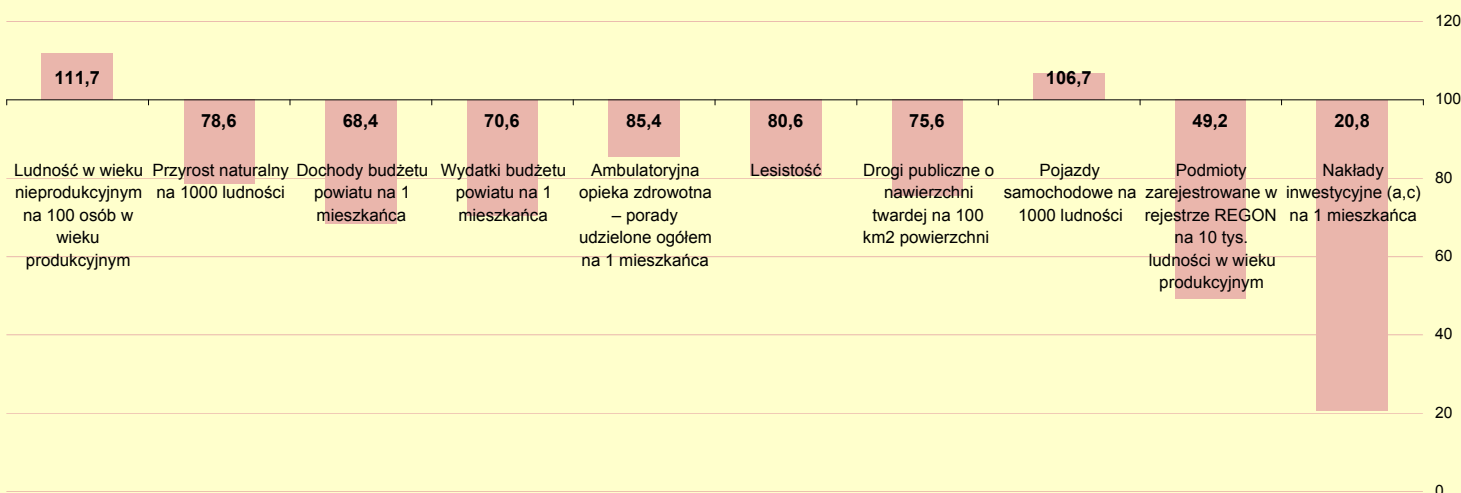 120
111,7
106,7
100
78,6
68,4
70,6
85,4
80,6
75,6
49,2
20,8
Ludność w wieku
nieprodukcyjnym
na 100 osób w
wieku
produkcyjnym
Przyrost naturalny
na 1000 ludności
Dochody budżetu
powiatu na 1
mieszkańca
Wydatki budżetu
powiatu na 1
mieszkańca
Ambulatoryjna
opieka zdrowotna
– porady
udzielone ogółem
na 1 mieszkańca
Lesistość
Drogi publiczne o
nawierzchni
twardej na 100
km2 powierzchni
Pojazdy
samochodowe na
1000 ludności
Podmioty
zarejestrowane w
rejestrze REGON
na 10 tys.
ludności w wieku
produkcyjnym
Nakłady
inwestycyjne (a,c)
na 1 mieszkańca
80
60
40
20
0